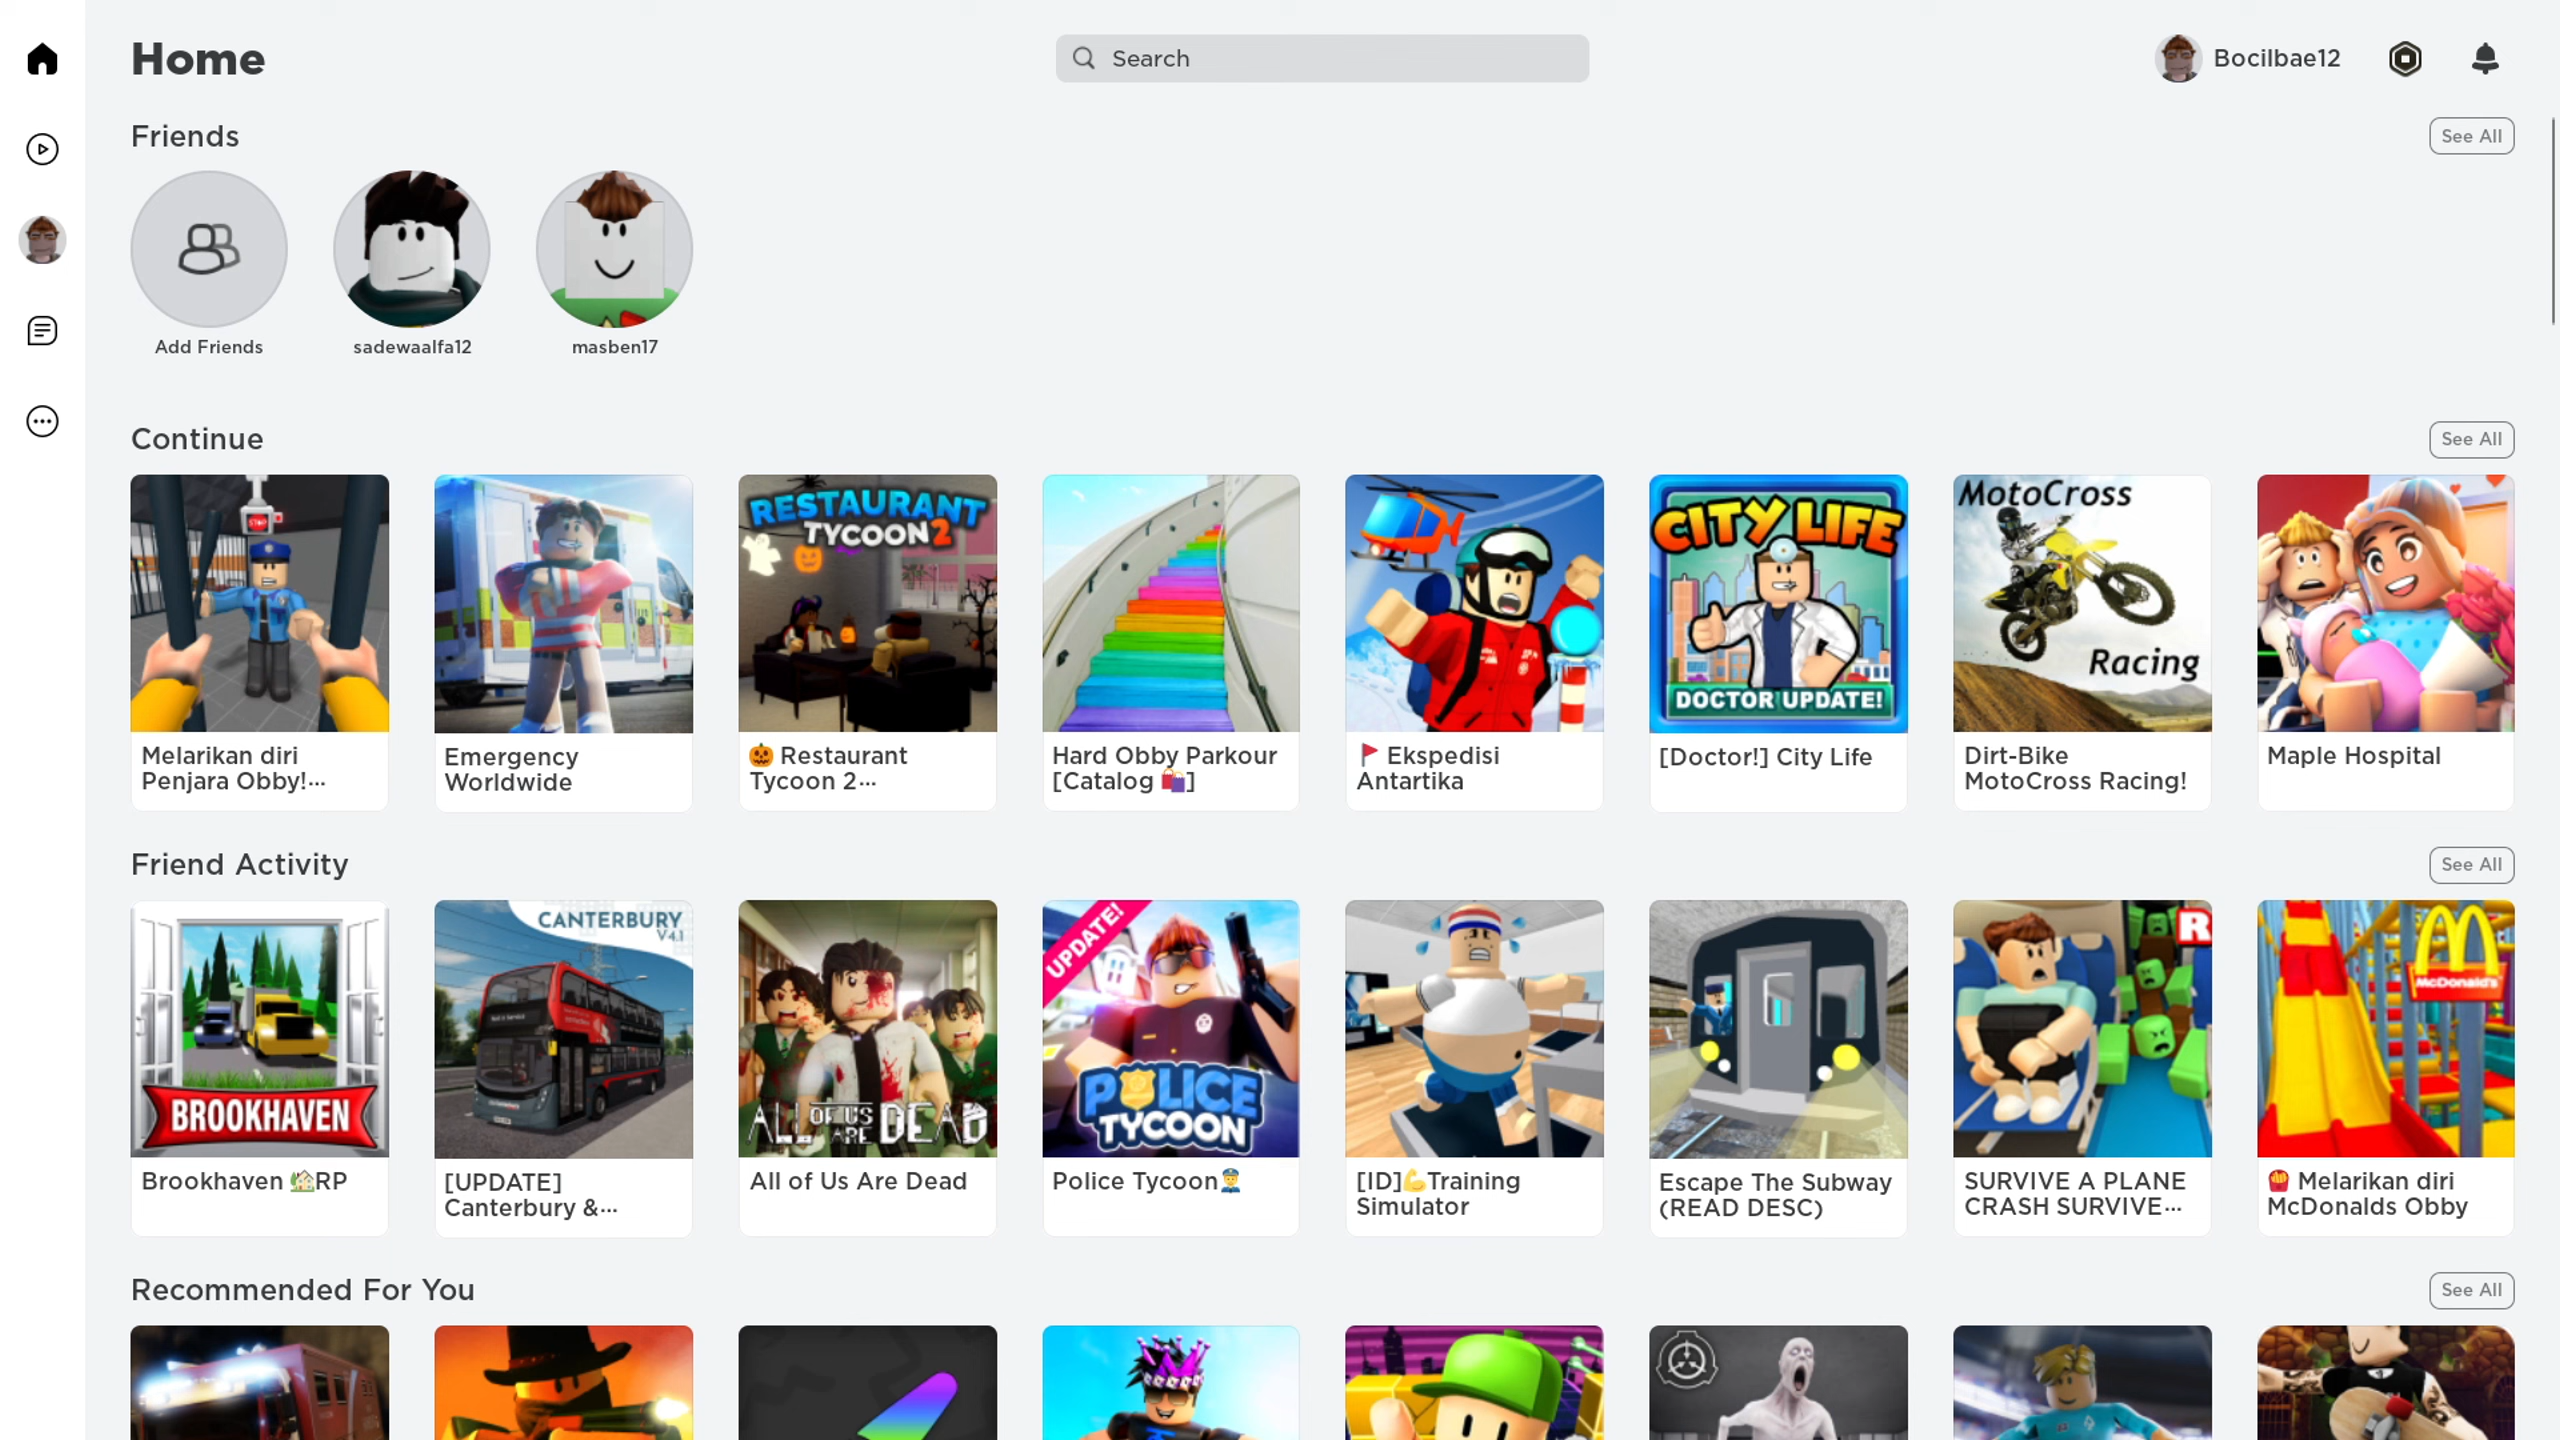 Home
Search
Bocilbae12
Friends
See All
Add Friends
sadewaalfa12
masben17
Continue
See All
STOP
RESTAURANT
TYCOON 2
CITY LIFE
DOCTOR UPDATE!
MotoCross
Racing
Melarikan diri
Penjara Obby!...
Emergency
Worldwide
🎃 Restaurant
Tycoon 2...
Hard Obby Parkour
[Catalog 🛍️]
🚩 Ekspedisi
Antartika
[Doctor!] City Life
Dirt-Bike
MotoCross Racing!
Maple Hospital
Friend Activity
See All
BROOKHAVEN
CANTERBURY
V4.1
ALL OF US ARE DEAD
UPDATE!
POLICE
TYCOON
R
McDonald's
Brookhaven 🏡RP
[UPDATE]
Canterbury &...
All of Us Are Dead
Police Tycoon👮
[ID]💪Training
Simulator
Escape The Subway
(READ DESC)
SURVIVE A PLANE
CRASH SURVIVE...
🍟 Melarikan diri
McDonalds Obby
Recommended For You
See All